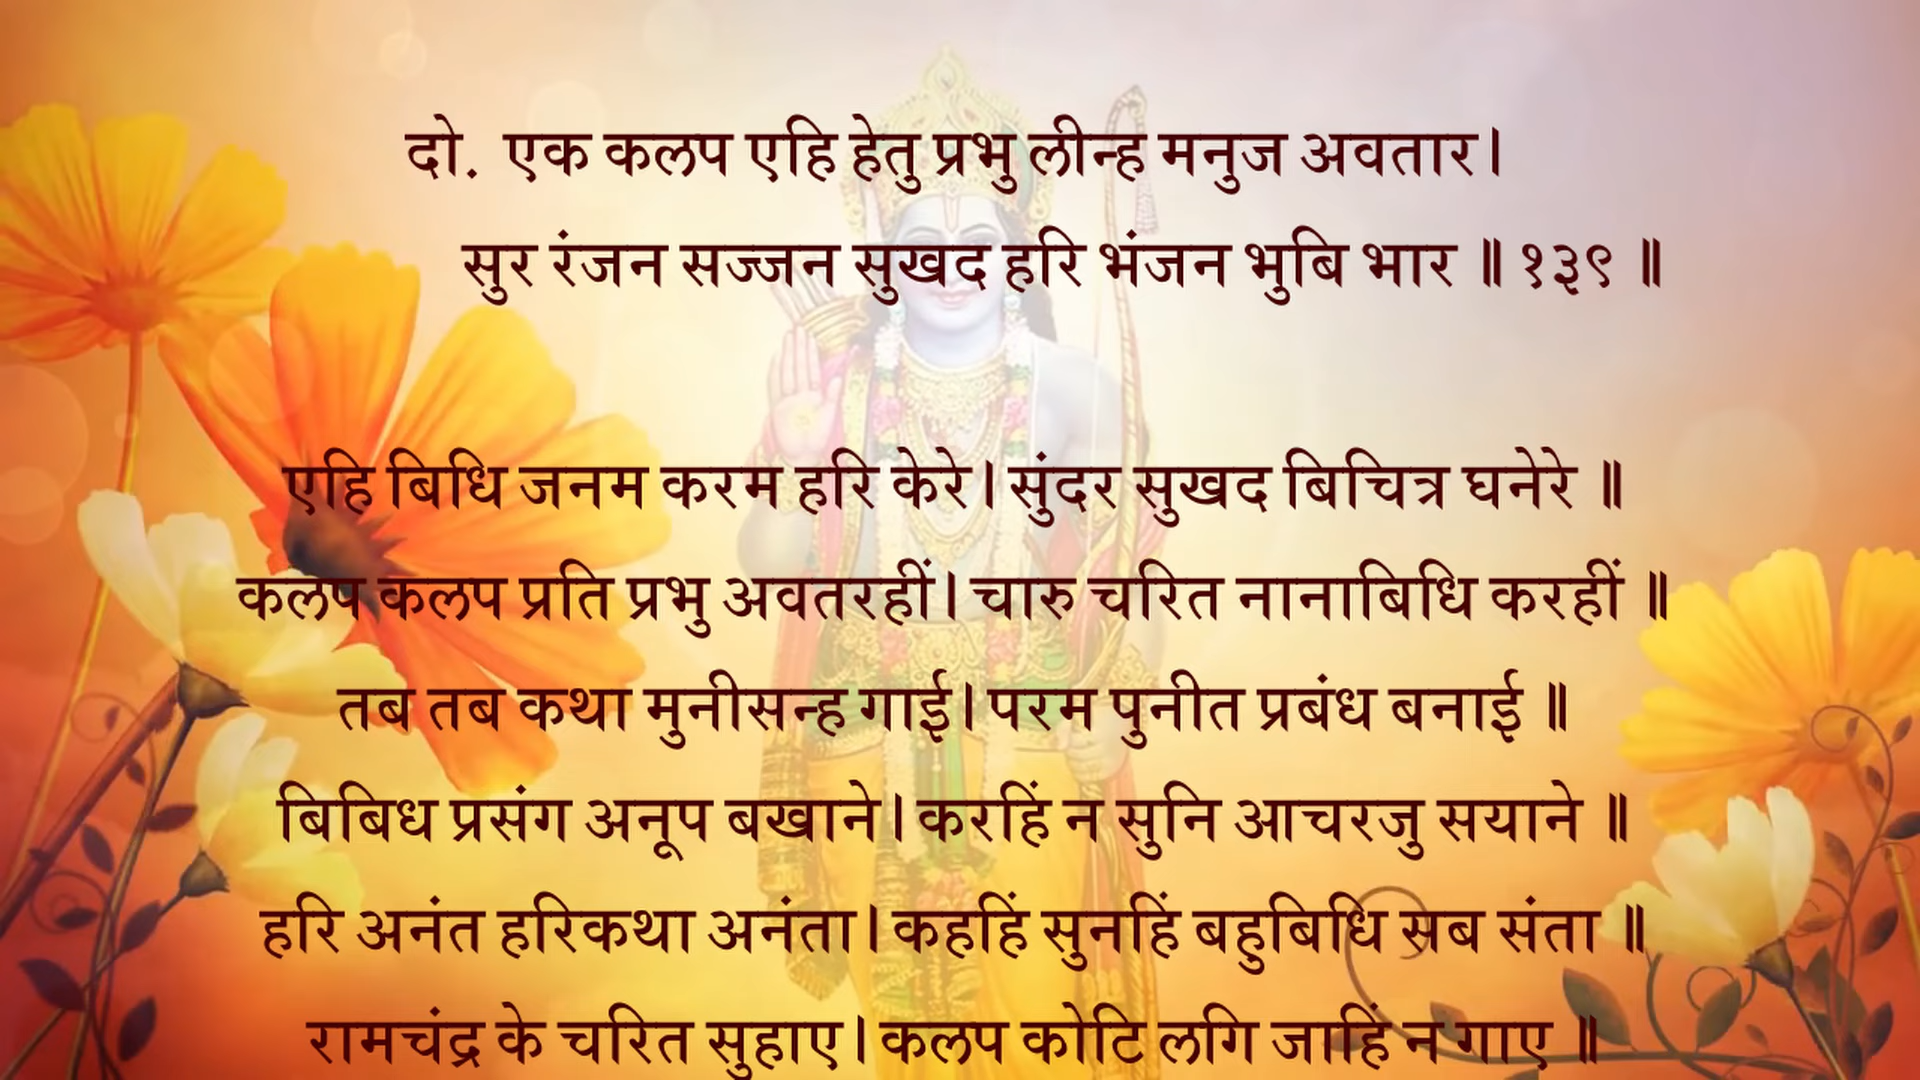 दो. एक कलप एहि हेतु प्रभु लीन्ह मनुज अवतार।
सुर रंजन सज्जन सुखद हरि भंजन भुबि भार ॥ १३९ ॥
एहि बिधि जनम करम हरि केरे। सुंदर सुखद बिचित्र घनेरे ॥
कलप कलप प्रति प्रभु अवतरहीं। चारु चरित नानाबिधि करहीं ॥
तब तब कथा मुनीसन्ह गाई। परम पुनीत प्रबंध बनाई ॥
बिबिध प्रसंग अनूप बखाने। करहिं न सुनि आचरजु सयाने ॥
हरि अनंत हरिकथा अनंता। कहहिं सुनहिं बहुबिधि सब संता ॥
रामचंद्र के चरित सुहाए। कलप कोटि लगि जाहिं न गाए ॥